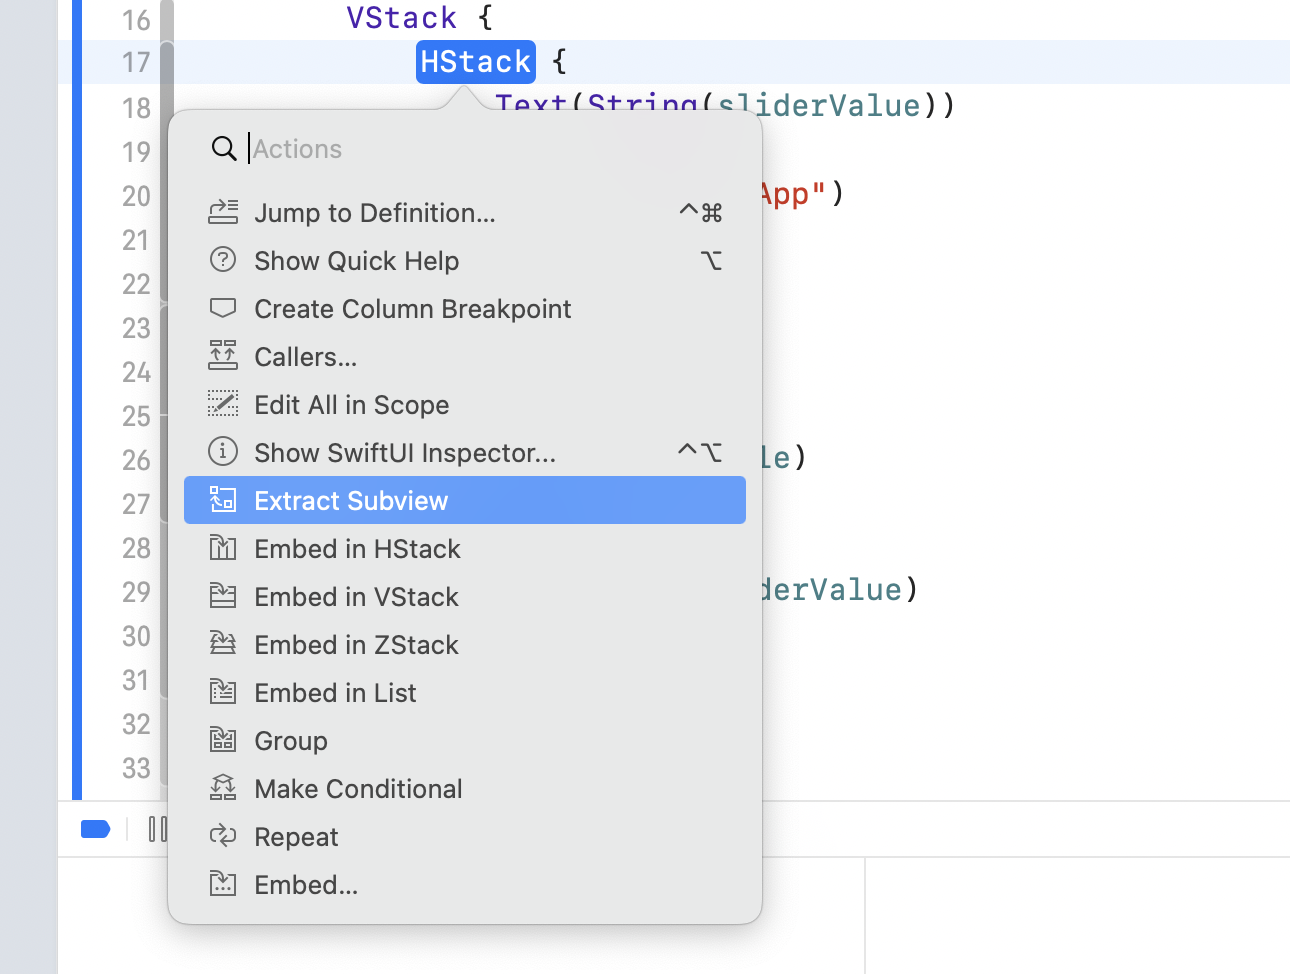 16 VStack {
17 HStack {
18 Text(String(sliderValue))
Actions
19
20 App")
Jump to Definition... ^⌘
21
Show Quick Help ⌥
22
Create Column Breakpoint
23
Callers...
24
Edit All in Scope
25
Show SwiftUI Inspector... ^⌥
26 le)
Extract Subview
27
Embed in HStack
28
Embed in VStack
29 derValue)
Embed in ZStack
30
Embed in List
31
Group
32
Make Conditional
33
Repeat
Embed...